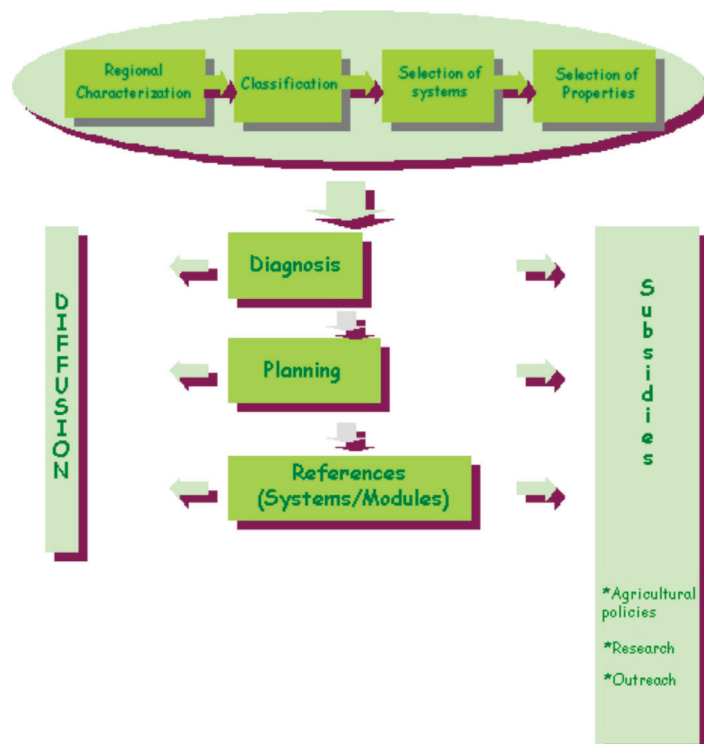 Regional
Characterization
Classification
Selection of
systems
Selection of
Properties
Diagnosis
Planning
References
(Systems/Modules)
DIFFUSION
Subsidies
*Agricultural
policies
*Research
*Outreach